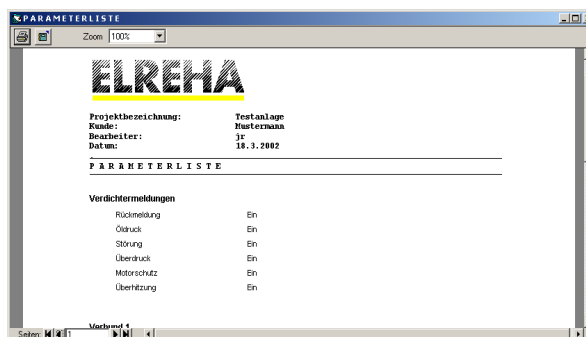 PARAMETERLISTE
Zoom 100%
ELREHA
Projektbezeichnung: Testanlage
Kunde: Mustermann
Bearbeiter: jr
Datum: 18.3.2002
PARAMETERLISTE
Verdichtermeldungen
Rückmeldung Ein
Öldruck Ein
Störung Ein
Überdruck Ein
Motorschutz Ein
Überhitzung Ein
Verbund 1
Seiten: 1